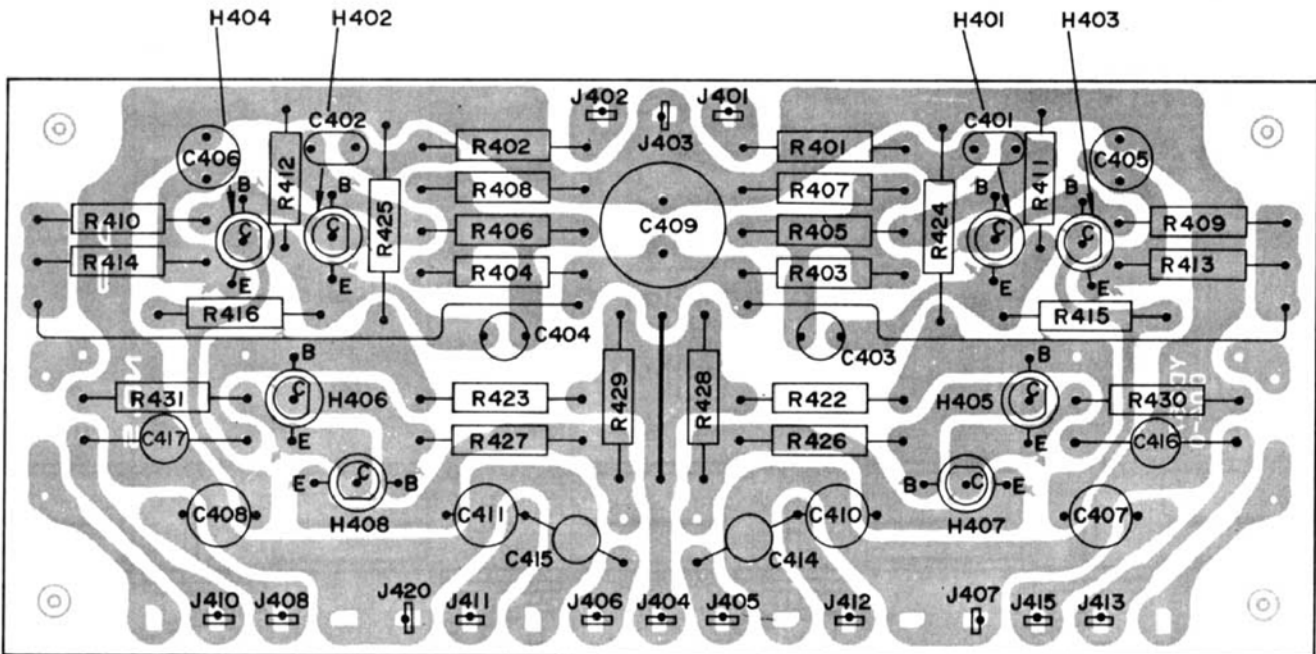 H404 H402 H401 H403
J402 J401
J403
C402 C401
C406 R412 R402 R401 R411 C405
B B B B
R425 R408 R407 R424
R410 C C R406 C409 R405 C C R409
R414 R404 R403 R413
E E E E
R416 R415
C404 C403
B B
R431 C H406 R423 R429 R428 R422 H405 C R430
C417 E R427 R426 E C416
E C B B C E
C408 H408 C411 C410 H407 C407
C415 C414
J410 J408 J420 J411 J406 J404 J405 J412 J407 J415 J413